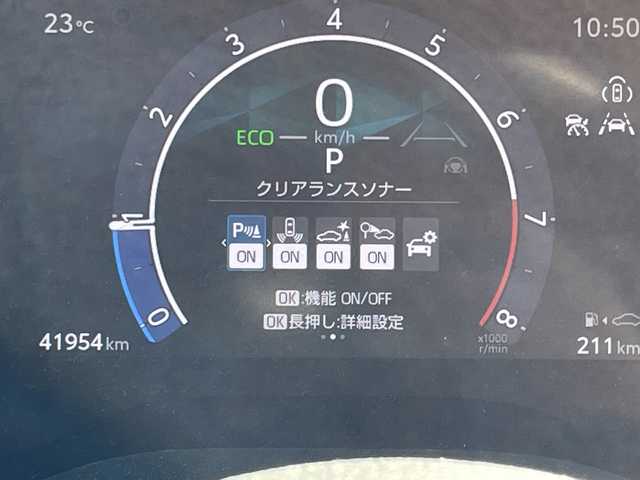 23°C
10:50
4
3 5
2 6
1 7
0 8
0
ECO km/h
P
クリアランスソナー
P
ON ON ON ON
OK:機能 ON/OFF
OK長押し:詳細設定
x1000
r/min
41954 km
211 km